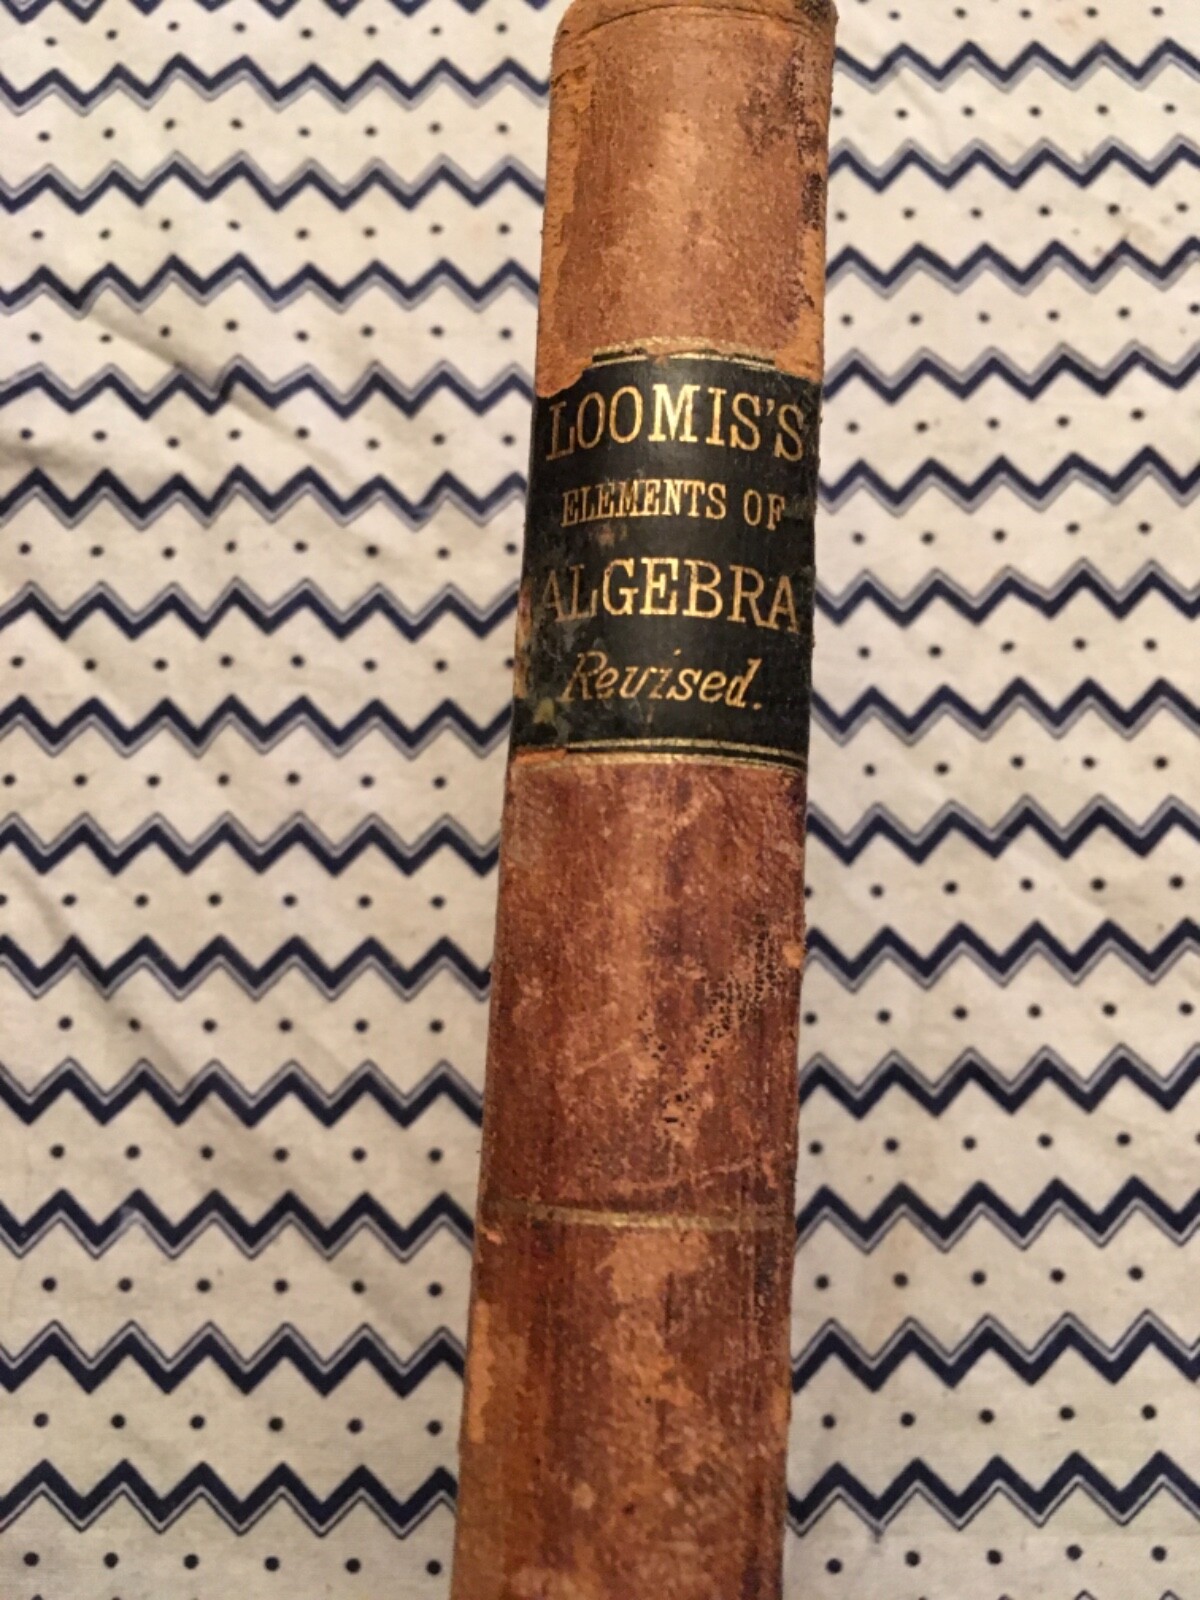 LOOMIS'S
ELEMENTS OF
ALGEBRA
Revised.